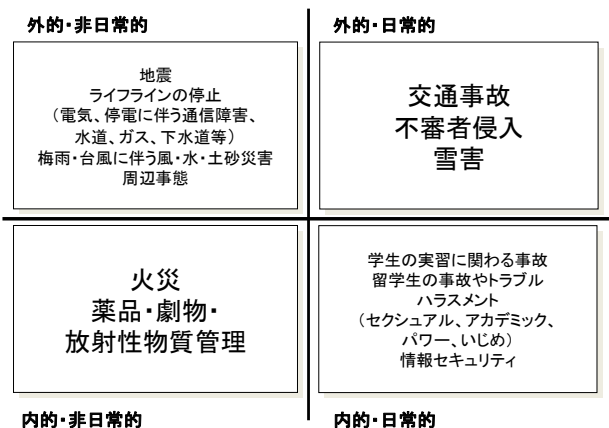 外的・非日常的
外的・日常的
地震
ライフラインの停止
（電気、停電に伴う通信障害、
水道、ガス、下水道等）
梅雨・台風に伴う風・水・土砂災害
周辺事態
交通事故
不審者侵入
雪害
火災
薬品・劇物・
放射性物質管理
学生の実習に関わる事故
留学生の事故やトラブル
ハラスメント
（セクシュアル、アカデミック、
パワー、いじめ）
情報セキュリティ
内的・非日常的
内的・日常的